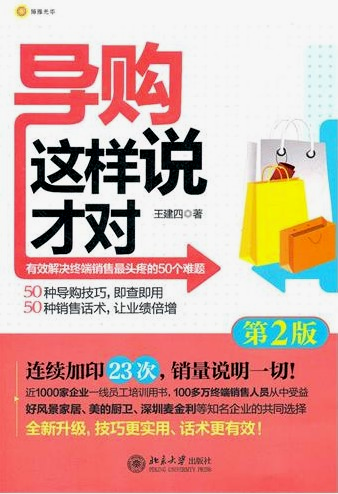 博雅光华
导购
这样说
才对
王建四◎著
有效解决终端销售最头疼的50个难题
50种导购技巧，即查即用
50种销售话术，让业绩倍增
第2版
连续加印23次，销量说明一切！
近1000家企业一线员工培训用书，100多万终端销售人员从中受益
好风景家居、美的厨卫、深圳麦金利等知名企业的共同选择
全新升级，技巧更实用、话术更有效！
北京大学出版社